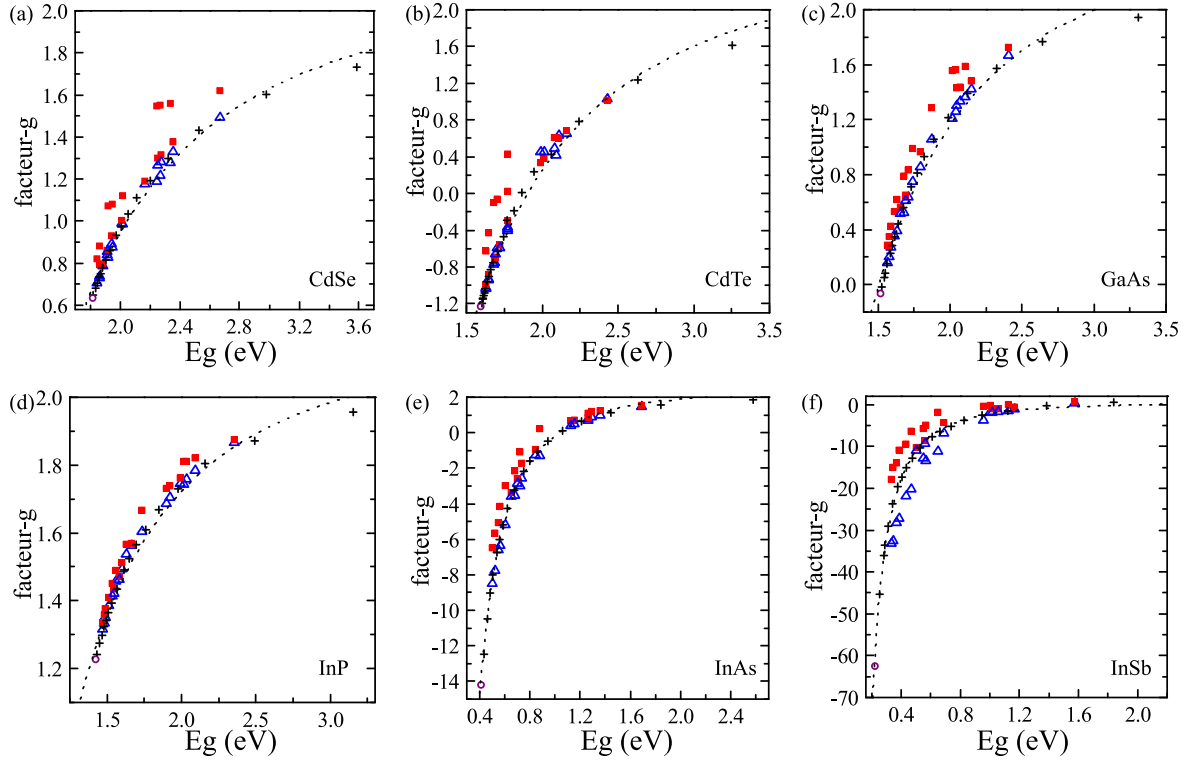 (a)
2.0
1.8
1.6
1.4
1.2
1.0
0.8
0.6
facteur-g
2.0 2.4 2.8 3.2 3.6
Eg (eV)
CdSe
(b)
2.0
1.6
1.2
0.8
0.4
0.0
-0.4
-0.8
-1.2
facteur-g
1.5 2.0 2.5 3.0 3.5
Eg (eV)
CdTe
(c)
2.0
1.6
1.2
0.8
0.4
0.0
facteur-g
1.5 2.0 2.5 3.0 3.5
Eg (eV)
GaAs
(d)
2.0
1.8
1.6
1.4
1.2
facteur-g
1.5 2.0 2.5 3.0
Eg (eV)
InP
(e)
2
0
-2
-4
-6
-8
-10
-12
-14
facteur-g
0.4 0.8 1.2 1.6 2.0 2.4
Eg (eV)
InAs
(f)
0
-10
-20
-30
-40
-50
-60
-70
facteur-g
0.4 0.8 1.2 1.6 2.0
Eg (eV)
InSb